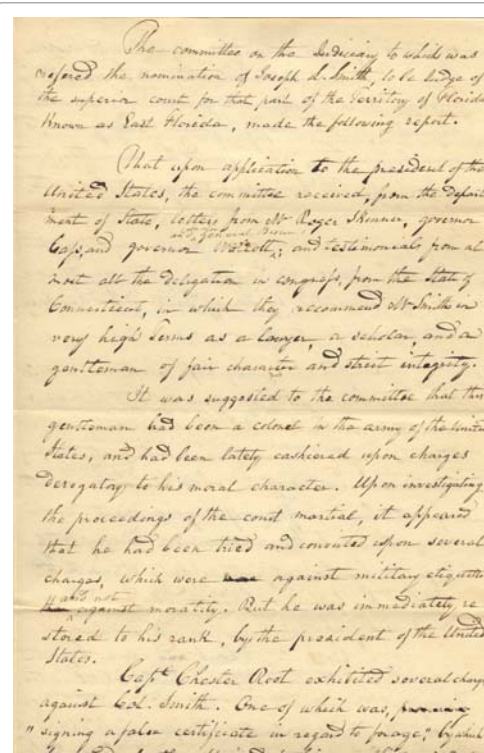 The committee on the Judiciary to which was
refered the nomination of Joseph L. Smith, to be Judge of
the superior court for that part of the Territory of Florida
known as East Florida, made the following report.
That upon application to the president of the
United States, the committee received, from the depart
ment of State, letters from Mr Roger Skinner, governor
and General Brown
Cass, and governor Wolcott; and testimonials from al
most all the deligation in congress, from the State of
Connecticut, in which they recommend Mr Smith in
very high Terms as a lawyer, a scholar, and a
gentleman of fair character and strict integrity.
It was suggested to the committee that this
gentleman had been a colonel in the army of the United
States, and had been lately cashiered upon charges
derogatory to his moral character. Upon investigating
the proceedings of the court martial, it appeared
that he had been tried and convicted upon several
charges, which were against military etiquette
and not
against morality. But he was immediately re
stored to his rank, by the president of the United
States.
Capt Chester Root exhibited several charges
against Col. Smith. One of which was,
"signing a false certificate in regard to forage," by which